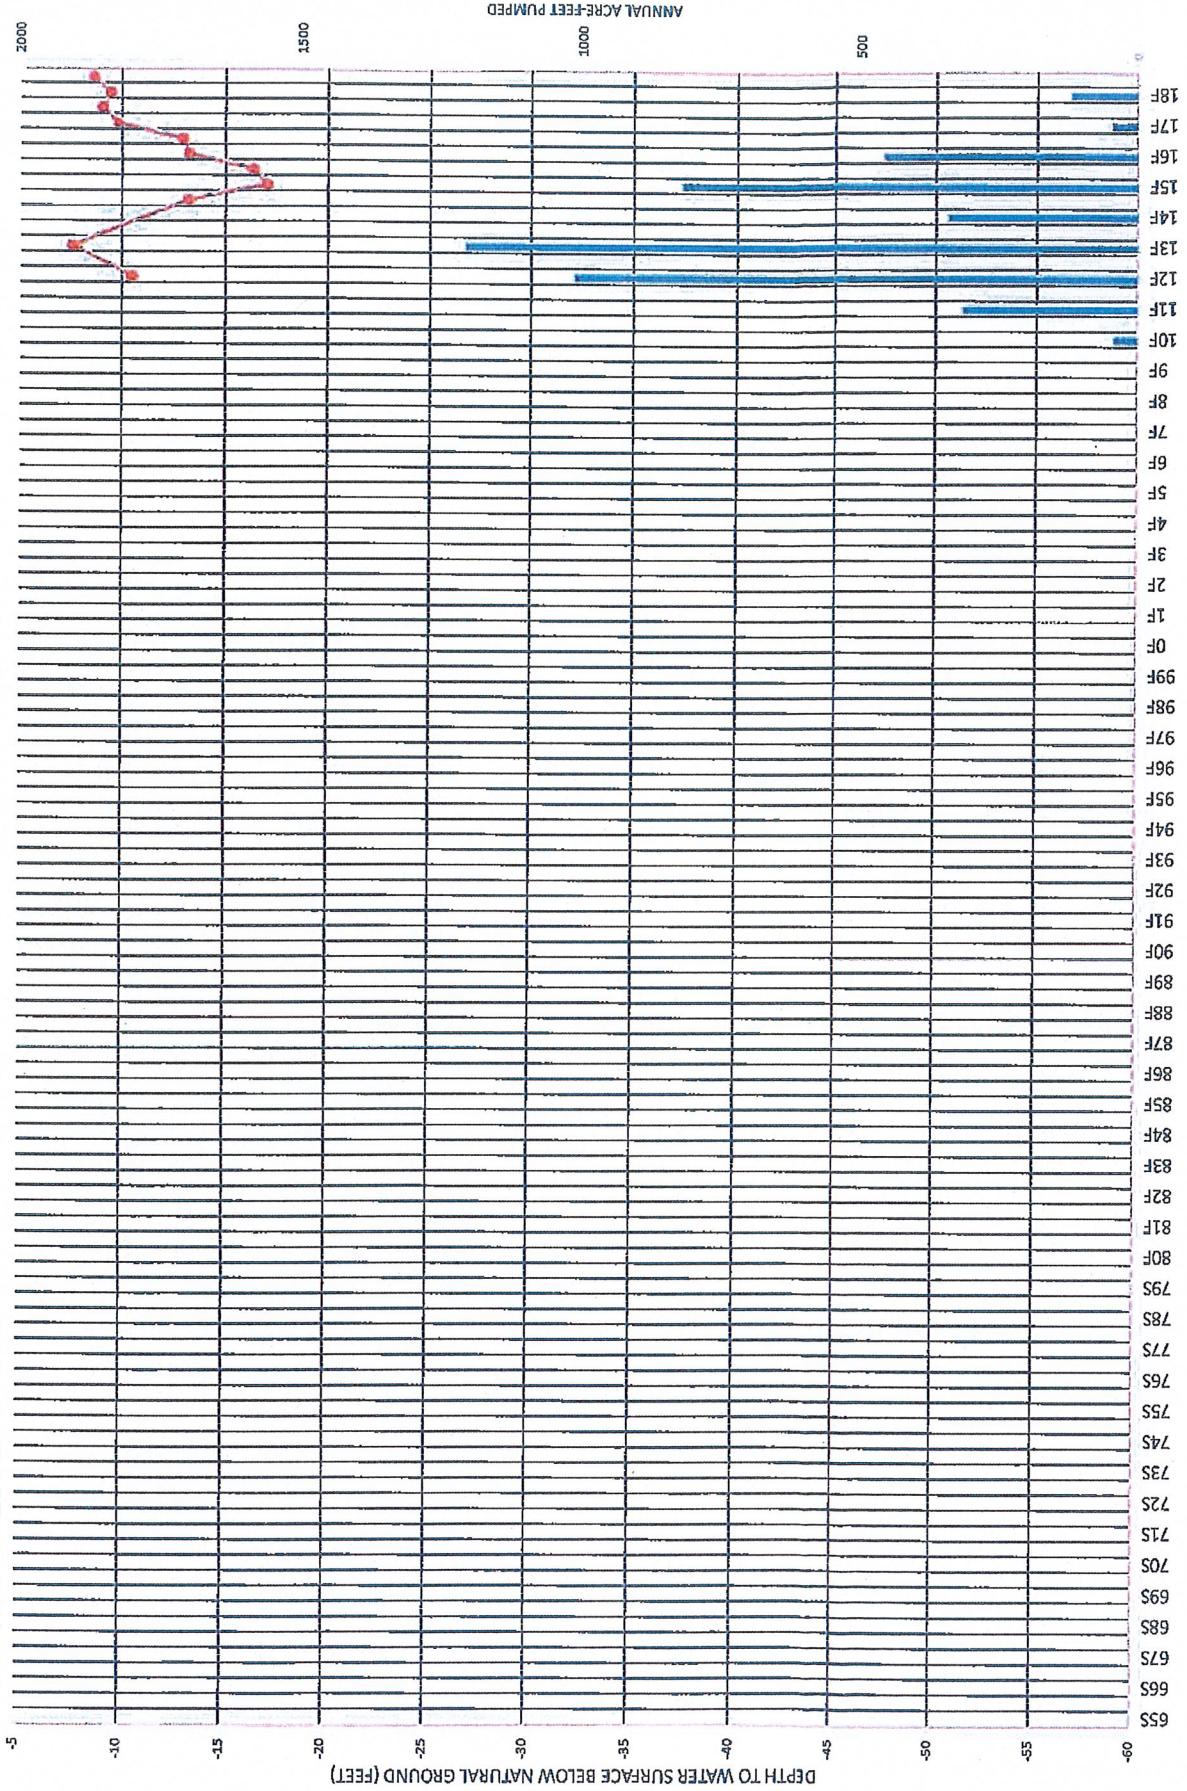 DEPTH TO WATER SURFACE BELOW NATURAL GROUND (FEET)
-5
-10
-15
-20
-25
-30
-35
-40
-45
-50
-55
-60
65S
66S
67S
68S
69S
70S
71S
72S
73S
74S
75S
76S
77S
78S
79S
80F
81F
82F
83F
84F
85F
86F
87F
88F
89F
90F
91F
92F
93F
94F
95F
96F
97F
98F
99F
0F
1F
2F
3F
4F
5F
6F
7F
8F
9F
10F
11F
12F
13F
14F
15F
16F
17F
18F
2000
1500
1000
500
0
ANNUAL ACRE-FEET PUMPED